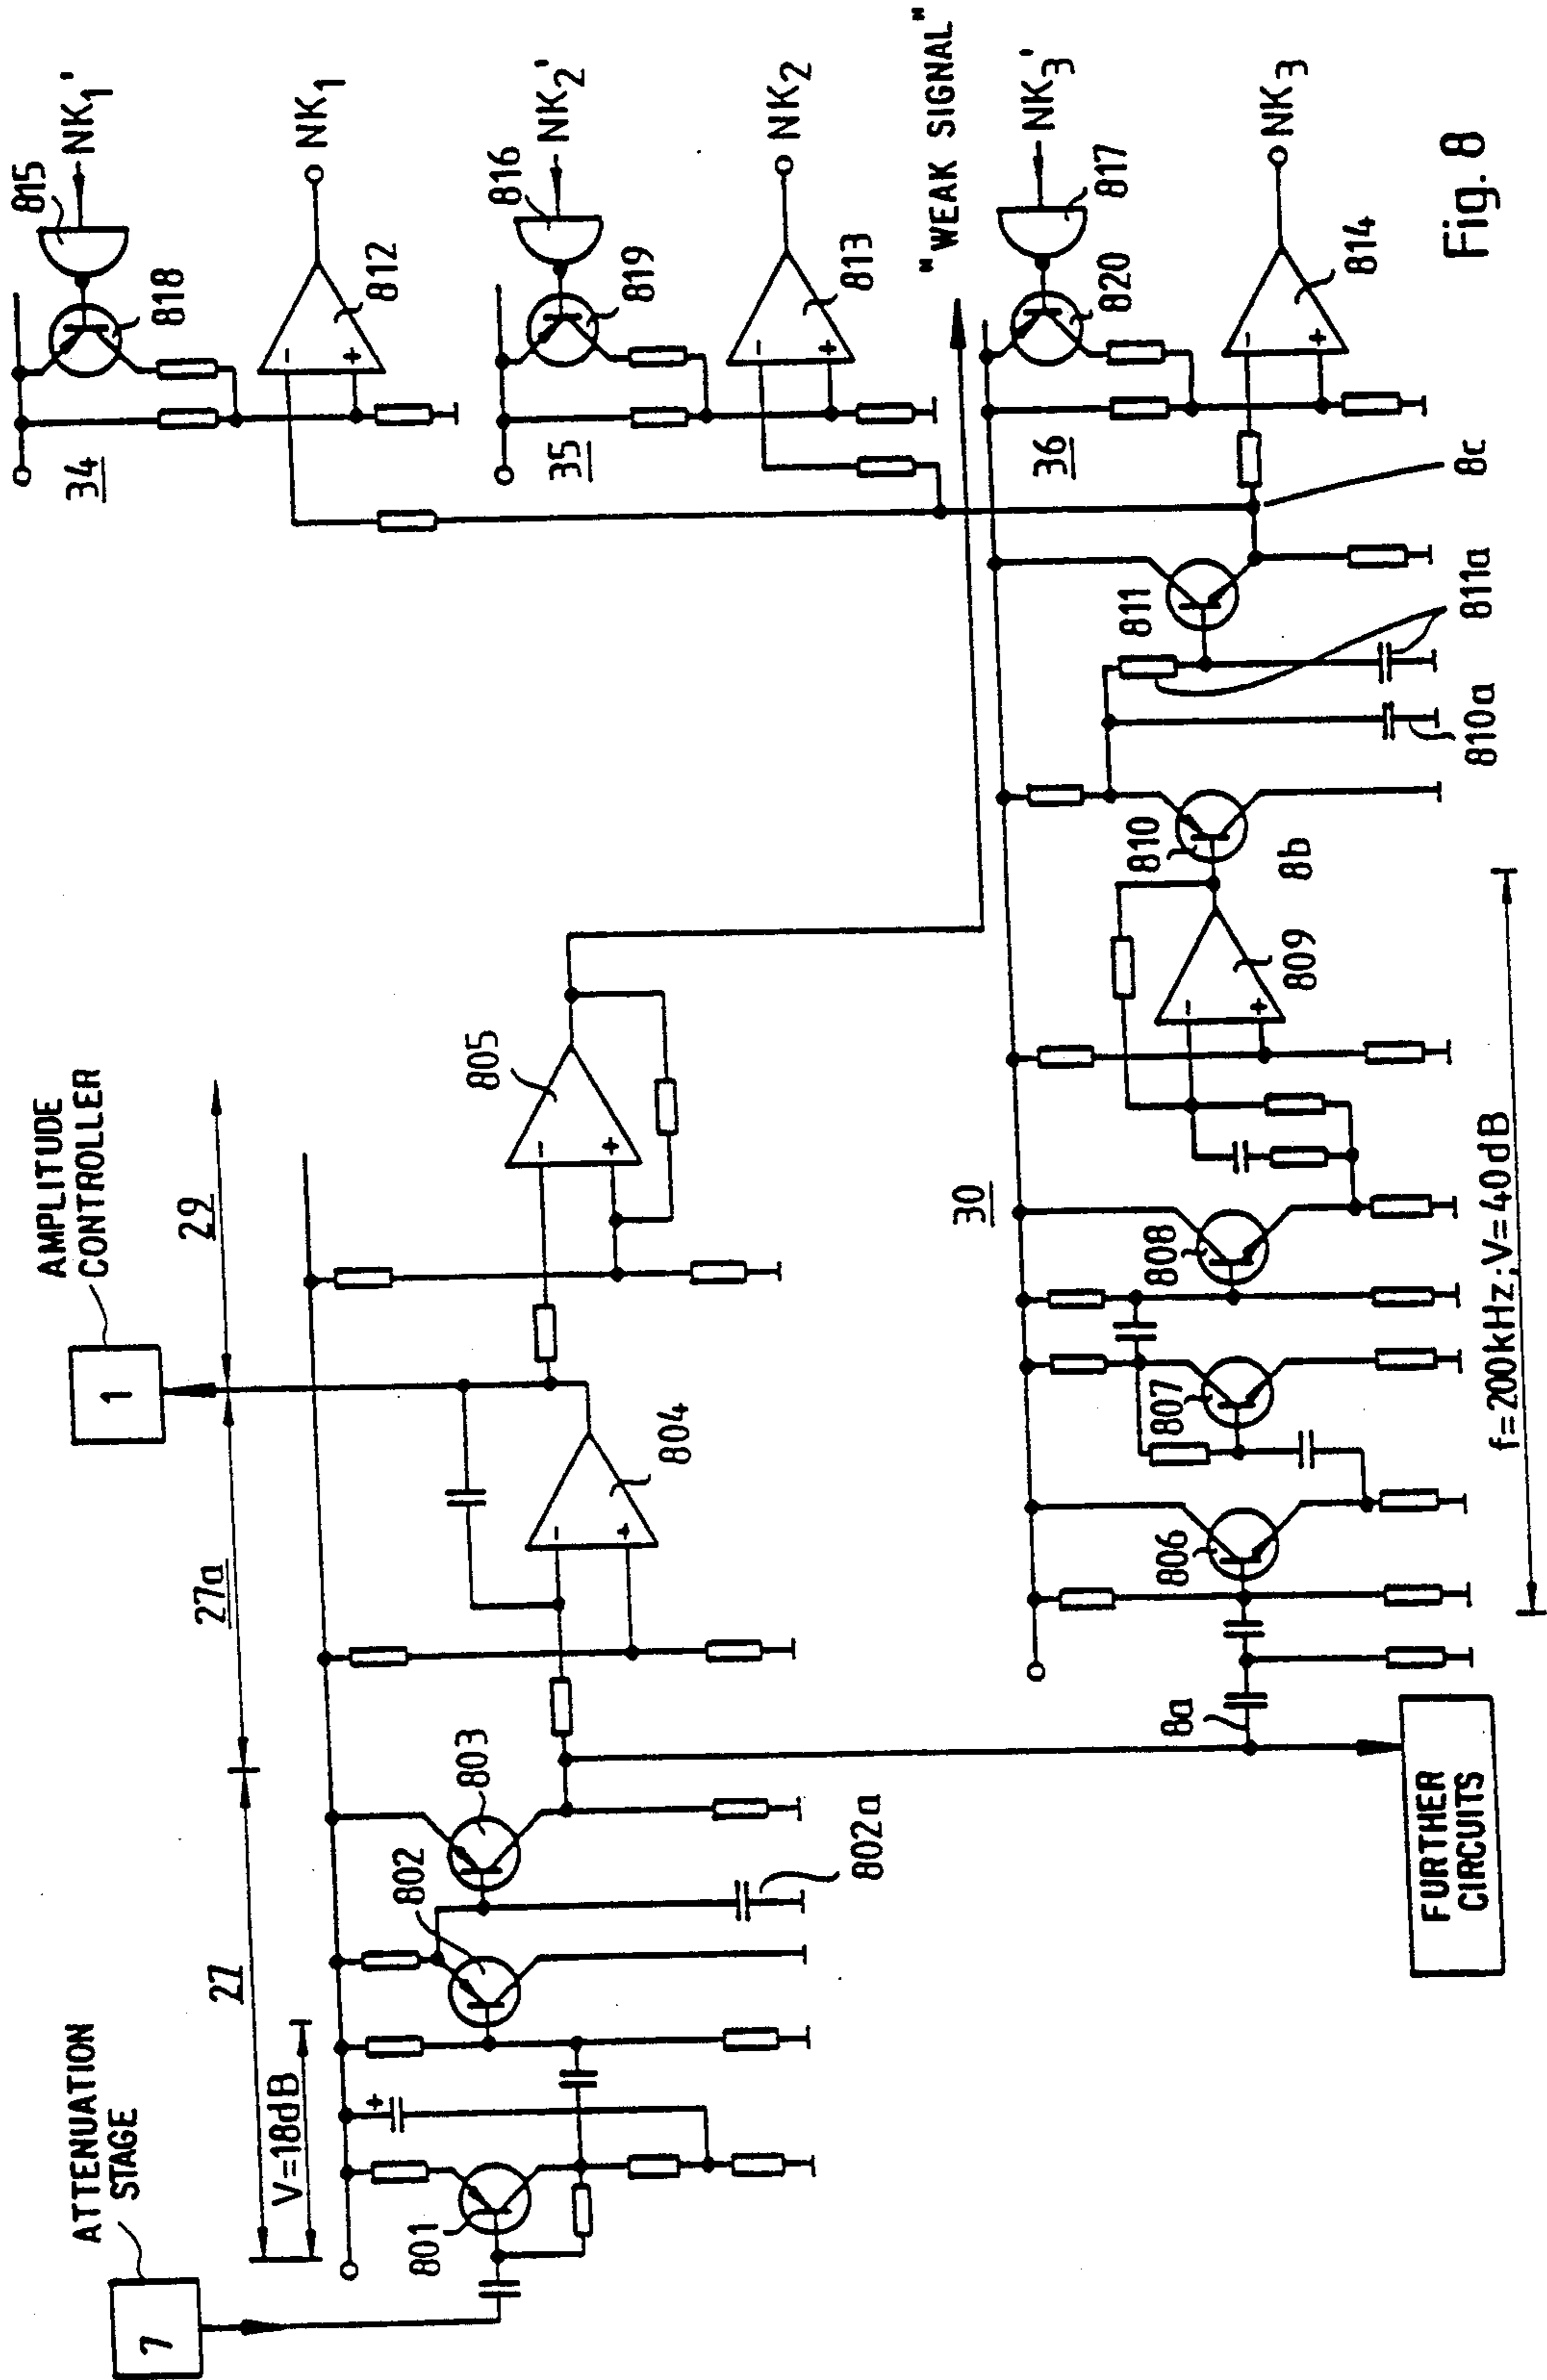 ATTENUATION
STAGE
7
V=18dB
27
27a
29
AMPLITUDE
CONTROLLER
1
801
802
803
802a
804
805
+
-
+
-
+
"WEAK SIGNAL"
FURTHER
CIRCUITS
8a
30
806
807
808
809
-
+
8b
810
810a
811
811a
8c
f=200kHz; V=40dB
34
815
NK1'
818
812
-
+
NK1
35
816
NK2'
819
813
-
+
NK2
36
817
NK3'
820
814
-
+
NK3
Fig. 8